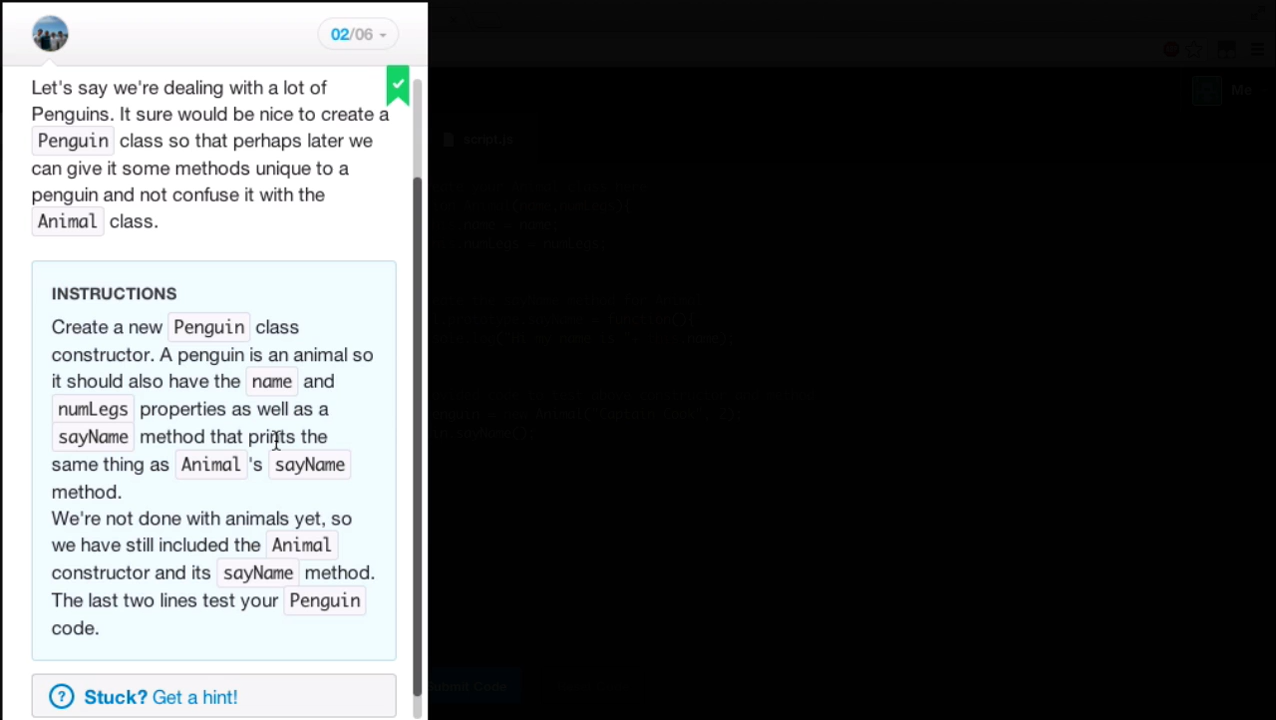 02/06
Let's say we're dealing with a lot of
Penguins. It sure would be nice to create a
Penguin class so that perhaps later we
can give it some methods unique to a
penguin and not confuse it with the
Animal class.
INSTRUCTIONS
Create a new Penguin class
constructor. A penguin is an animal so
it should also have the name and
numLegs properties as well as a
sayName method that prints the
same thing as Animal's sayName
method.
We're not done with animals yet, so
we have still included the Animal
constructor and its sayName method.
The last two lines test your Penguin
code.
? Stuck? Get a hint!
Me
script.js